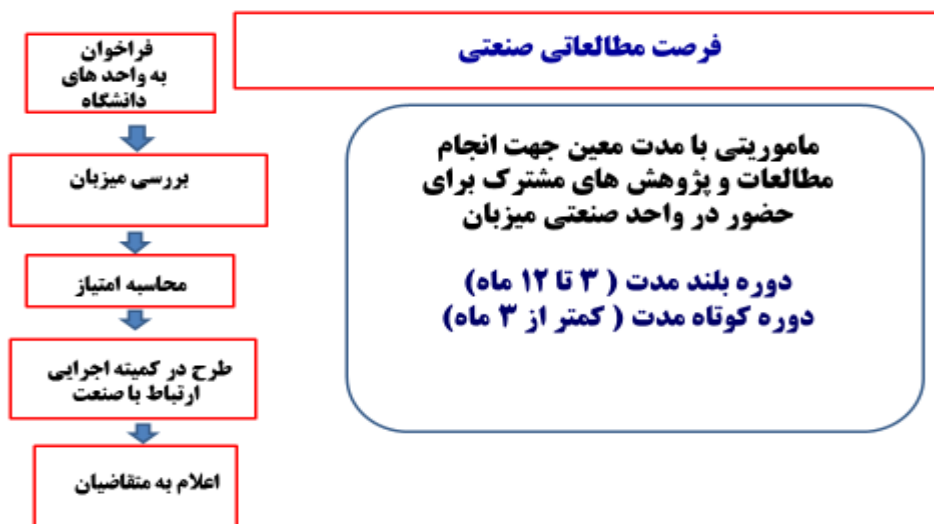 فرصت مطالعاتی صنعتی
ماموریتی با مدت معین جهت انجام
مطالعات و پژوهش های مشترک برای
حضور در واحد صنعتی میزبان
دوره بلند مدت ( ۳ تا ۱۲ ماه)
دوره کوتاه مدت ( کمتر از ۳ ماه)
فراخوان
به واحد های
دانشگاه
بررسی میزبان
محاسبه امتیاز
طرح در کمیته اجرایی
ارتباط با صنعت
اعلام به متقاضیان